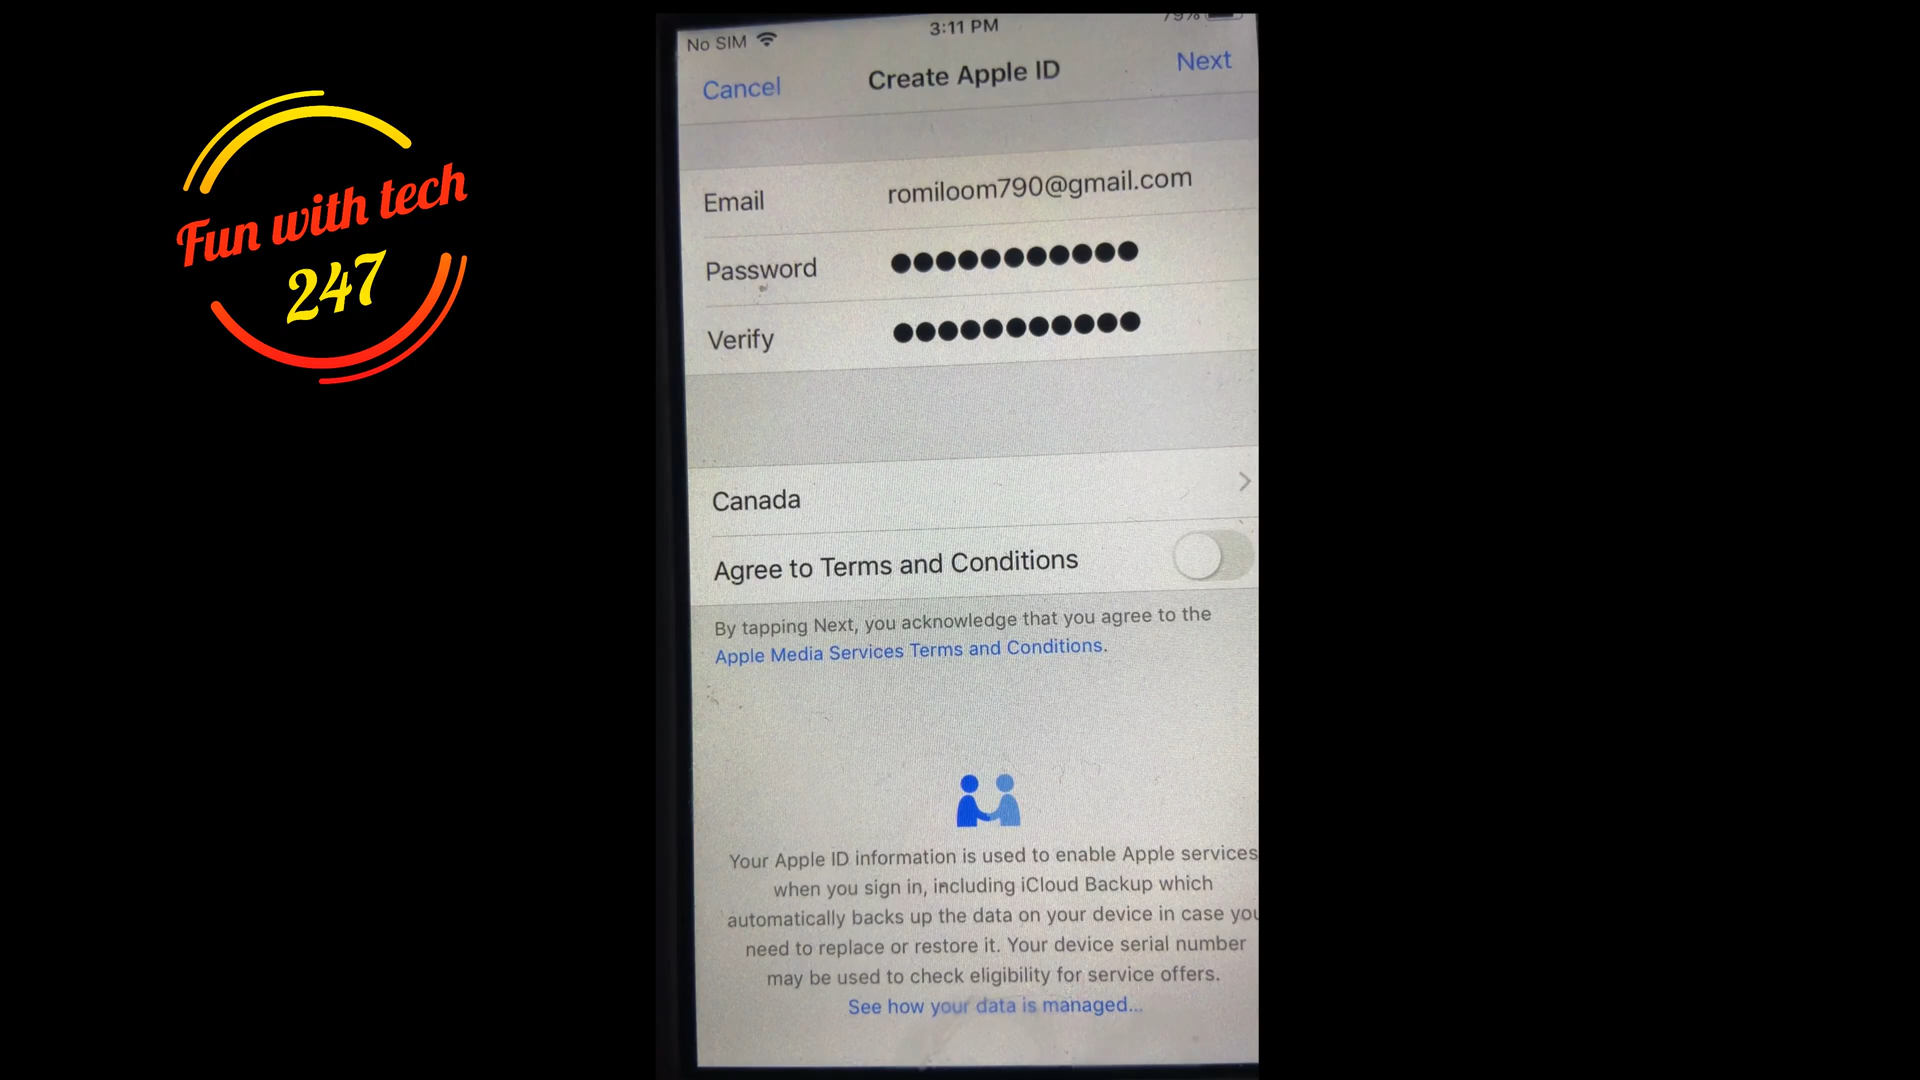 Fun with tech
247
No SIM
3:11 PM
79%
Cancel
Create Apple ID
Next
Email
romiloom790@gmail.com
Password
●●●●●●●●●●●
Verify
●●●●●●●●●●●
Canada
Agree to Terms and Conditions
By tapping Next, you acknowledge that you agree to the
Apple Media Services Terms and Conditions.
Your Apple ID information is used to enable Apple services
when you sign in, including iCloud Backup which
automatically backs up the data on your device in case you
need to replace or restore it. Your device serial number
may be used to check eligibility for service offers.
See how your data is managed...